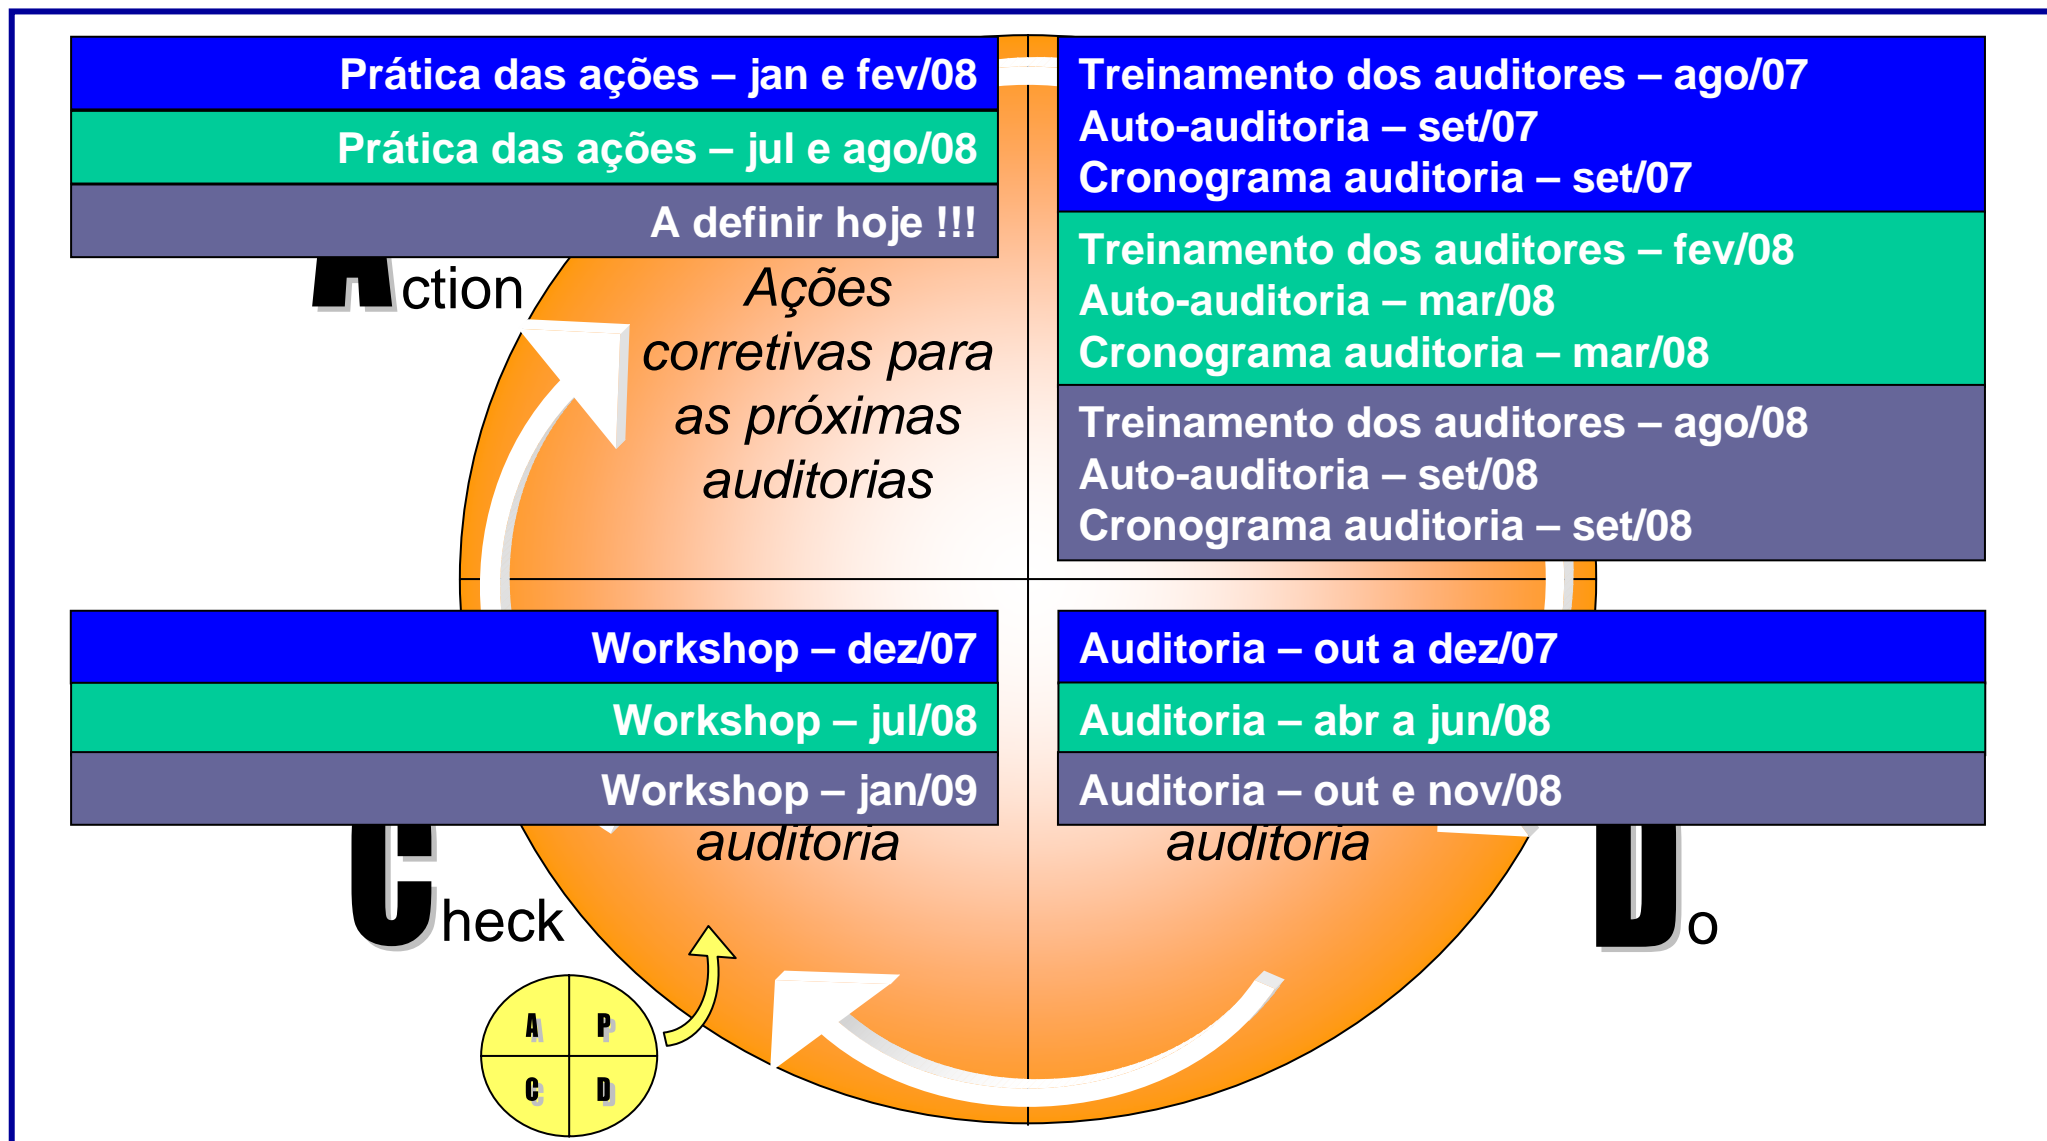 Prática das ações – jan e fev/08
Prática das ações – jul e ago/08
A definir hoje !!!
Action
Ações
corretivas para
as próximas
auditorias
Treinamento dos auditores – ago/07
Auto-auditoria – set/07
Cronograma auditoria – set/07
Treinamento dos auditores – fev/08
Auto-auditoria – mar/08
Cronograma auditoria – mar/08
Treinamento dos auditores – ago/08
Auto-auditoria – set/08
Cronograma auditoria – set/08
Workshop – dez/07
Workshop – jul/08
Workshop – jan/09
auditoria
Check
Auditoria – out a dez/07
Auditoria – abr a jun/08
Auditoria – out e nov/08
auditoria
Do
A P
C D